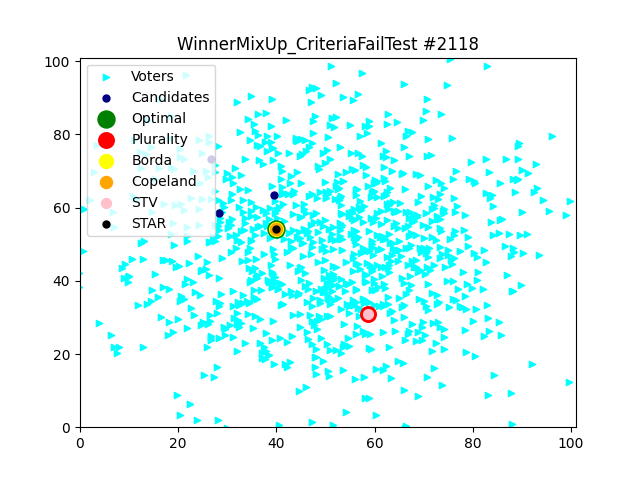 WinnerMixUp_CriteriaFailTest #2118
100
80
60
40
20
0
0 20 40 60 80 100
Voters
Candidates
Optimal
Plurality
Borda
Copeland
STV
STAR